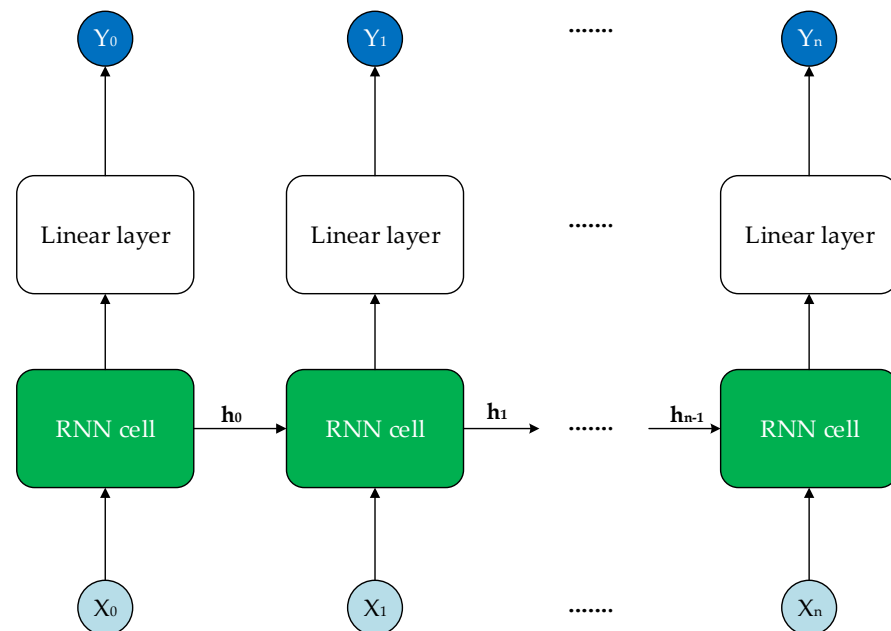 Y₀ Y₁ ....... Yₙ
Linear layer Linear layer ....... Linear layer
RNN cell h₀ RNN cell h₁ ....... hₙ₋₁ RNN cell
X₀ X₁ ....... Xₙ